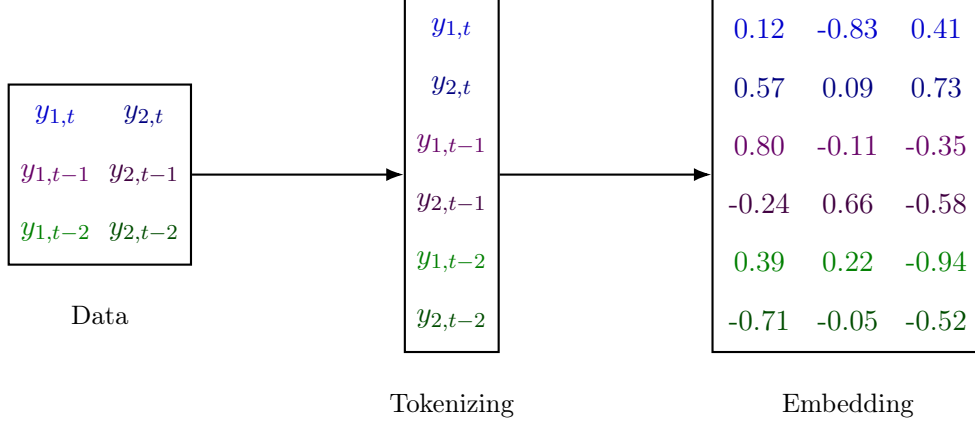 y1,t y2,t
y1,t−1 y2,t−1
y1,t−2 y2,t−2
Data
y1,t
y2,t
y1,t−1
y2,t−1
y1,t−2
y2,t−2
Tokenizing
0.12 -0.83 0.41
0.57 0.09 0.73
0.80 -0.11 -0.35
-0.24 0.66 -0.58
0.39 0.22 -0.94
-0.71 -0.05 -0.52
Embedding